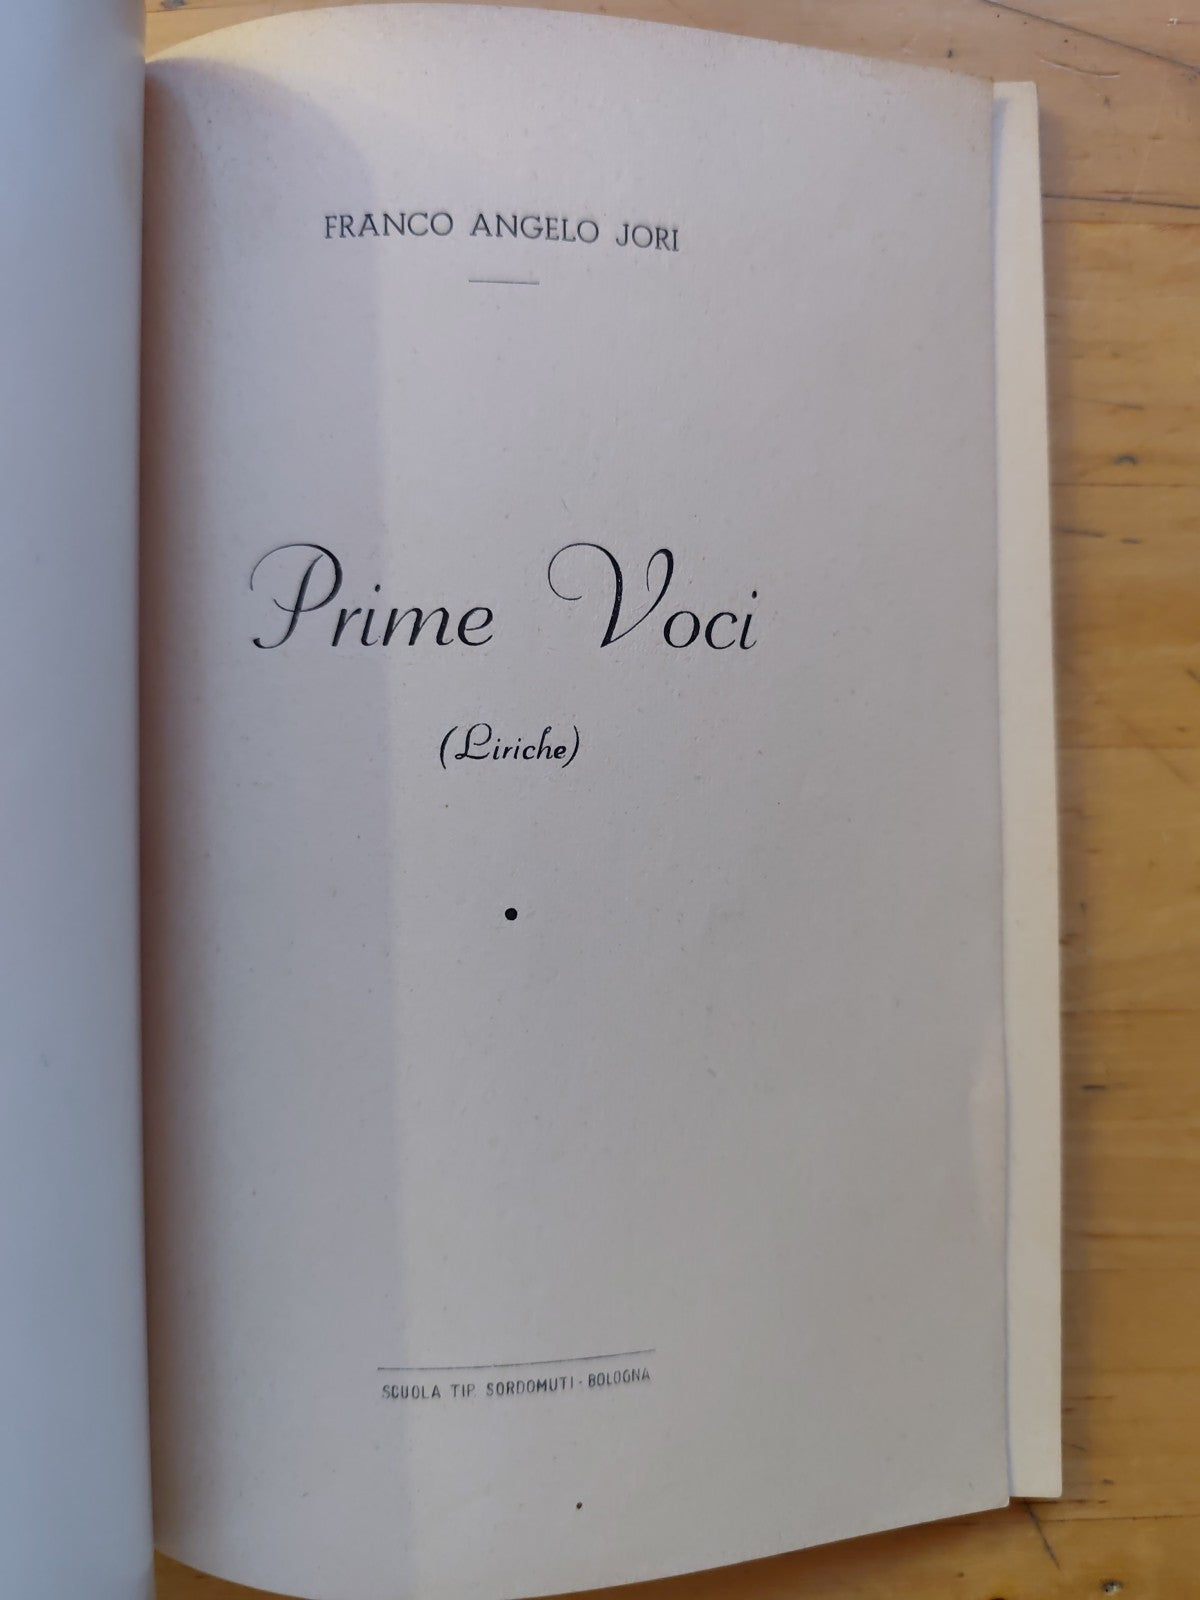 FRANCO ANGELO JORI
Prime Voci
(Liriche)
SCUOLA TIP. SORDOMUTI - BOLOGNA